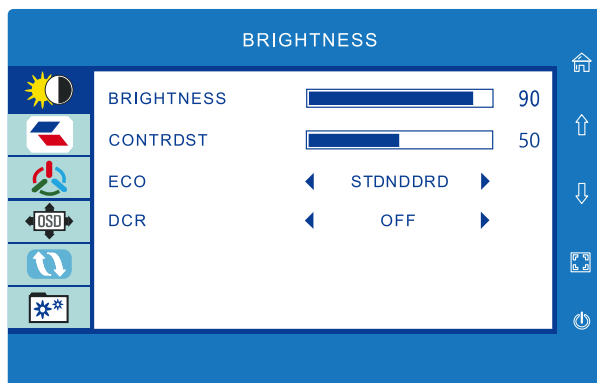 BRIGHTNESS
BRIGHTNESS 90
CONTRDST 50
ECO STDNDDRD
DCR OFF
OSD